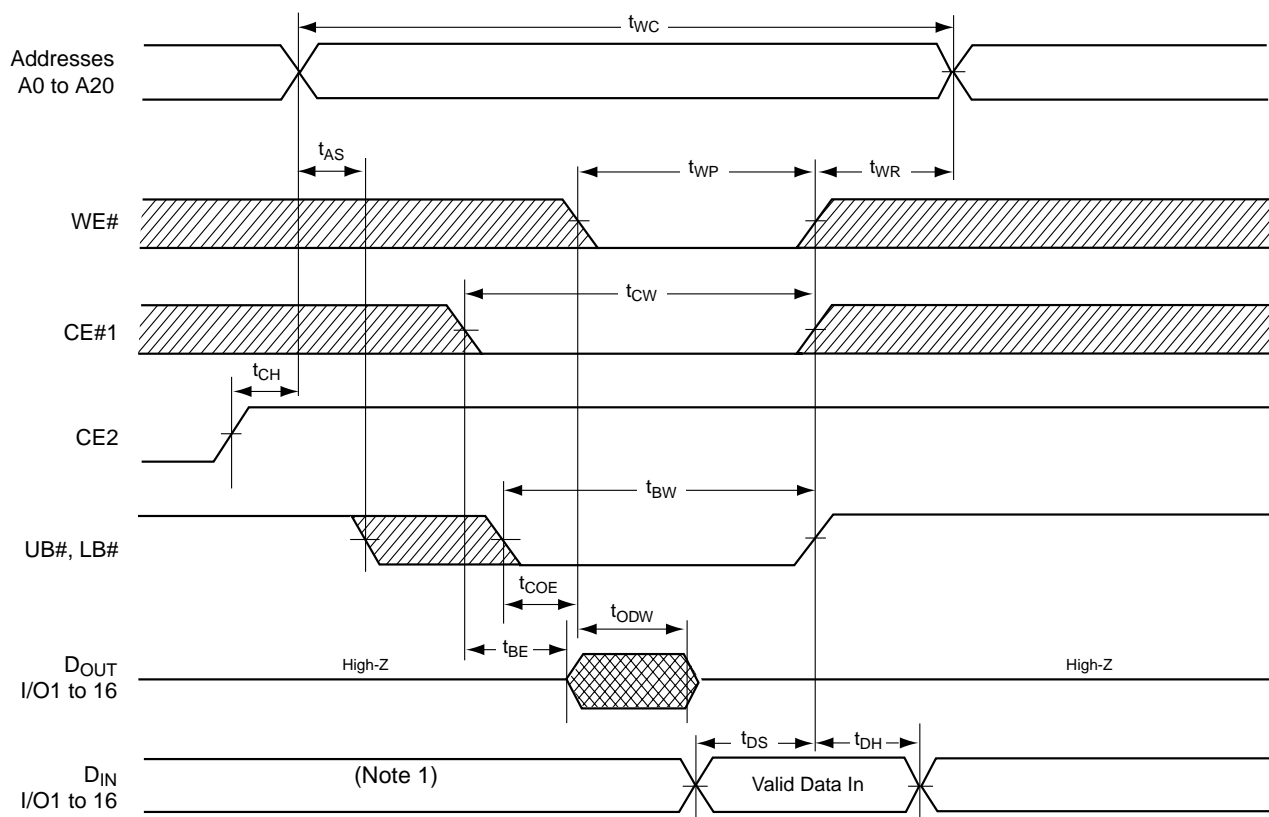 tWC
Addresses
A0 to A20
tAS
tWP
tWR
WE#
tCW
CE#1
tCH
CE2
tBW
UB#, LB#
tCOE
tODW
tBE
DOUT
I/O1 to 16
High-Z
High-Z
tDS
tDH
DIN
I/O1 to 16
(Note 1)
Valid Data In